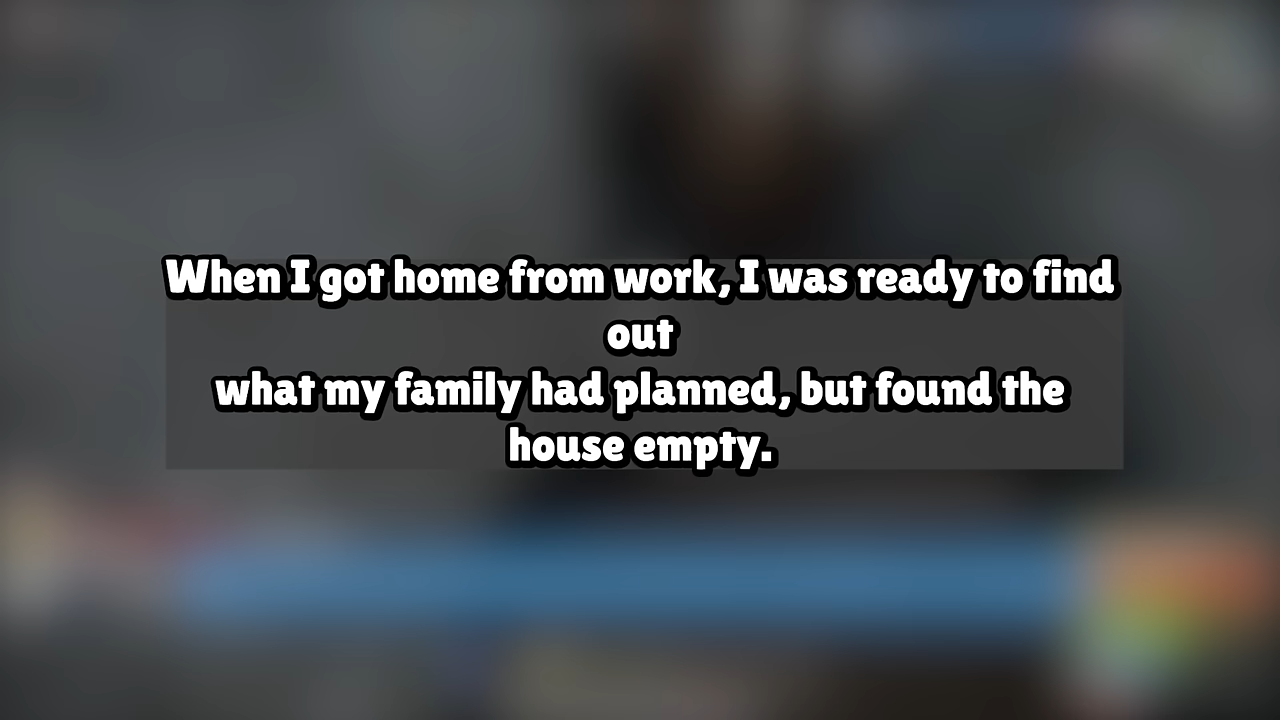 When I got home from work, I was ready to find
out
what my family had planned, but found the
house empty.